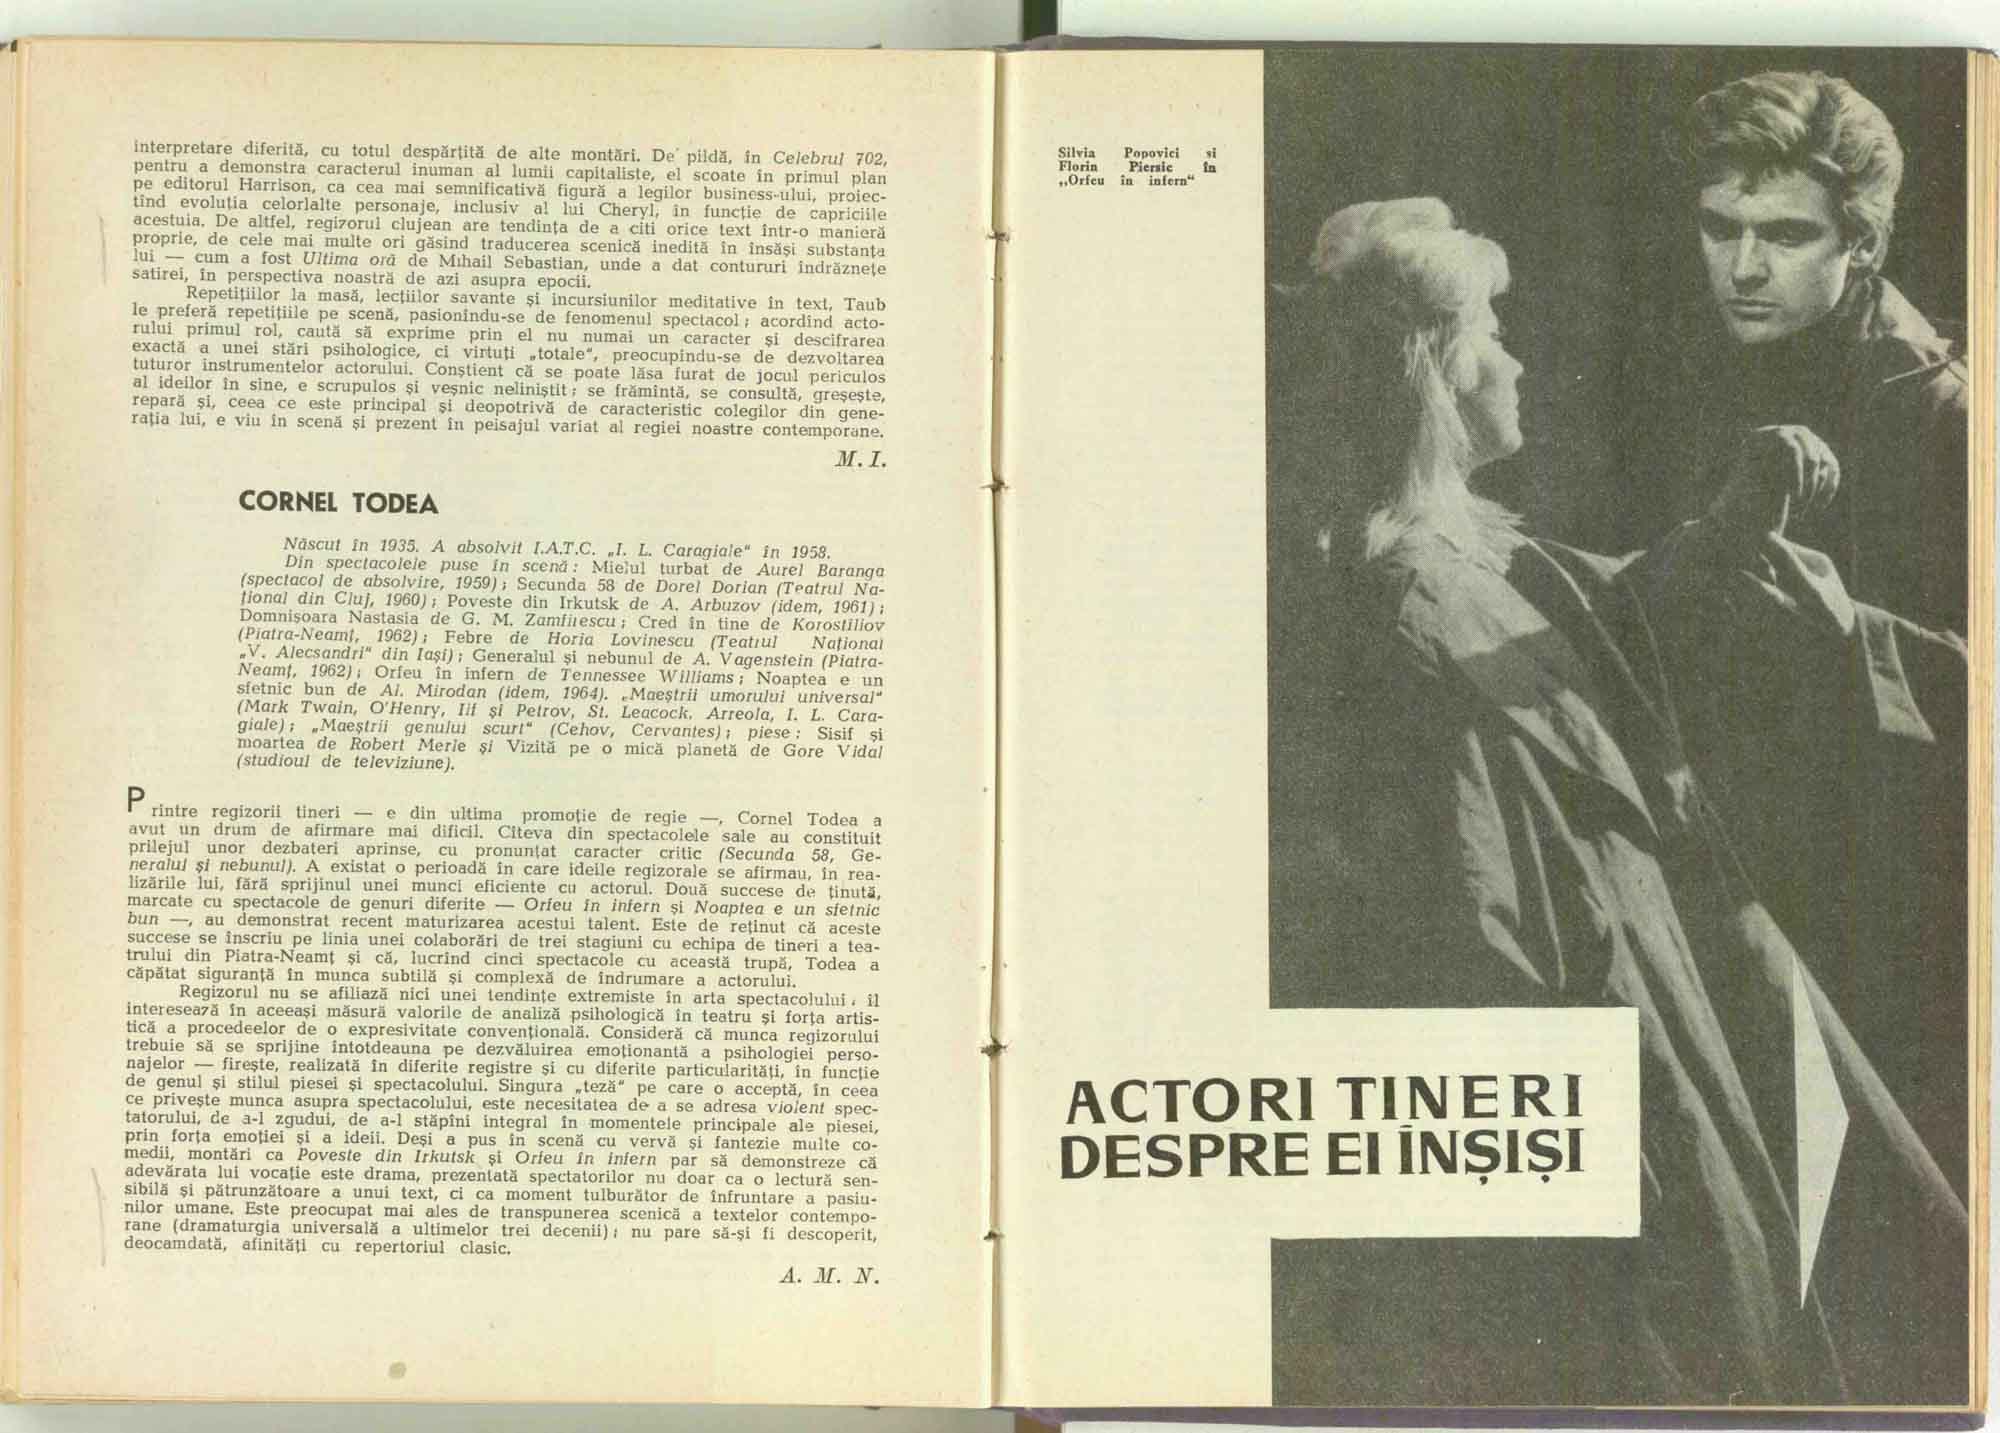 interpretare diferită, cu totul despărțită de alte montări. De pildă, în Celebrul 702,
pentru a demonstra caracterul inuman al lumii capitaliste, el scoate în primul plan
pe editorul Harrison, ca cea mai semnificativă figură a legilor business-ului, proiec-
tînd evoluția celorlalte personaje, inclusiv al lui Cheryl, în funcție de capriciile
acestuia. De altfel, regizorul clujean are tendința de a citi orice text într-o manieră
proprie, de cele mai multe ori găsind traducerea scenică inedită în însăși substanța
lui — cum a fost Ultima oră de Mihail Sebastian, unde a dat contururi îndrăznețe
satirei, în perspectiva noastră de azi asupra epocii.
Repetițiilor la masă, lecțiilor savante și incursiunilor meditative în text, Taub
le preferă repetițiile pe scenă, pasionîndu-se de fenomenul spectacol ; acordînd acto-
rului primul rol, caută să exprime prin el nu numai un caracter și descifrarea
exactă a unei stări psihologice, ci virtuți „totale", preocupîndu-se de dezvoltarea
tuturor instrumentelor actorului. Conștient că se poate lăsa furat de jocul periculos
al ideilor în sine, e scrupulos și veșnic neliniștit ; se frămîntă, se consultă, greșește,
repară și, ceea ce este principal și deopotrivă de caracteristic colegilor din gene-
rația lui, e viu în scenă și prezent în peisajul variat al regiei noastre contemporane.
M. I.
CORNEL TODEA
Născut în 1935. A absolvit I.A.T.C. „I. L. Caragiale" în 1958.
Din spectacolele puse în scenă : Mielul turbat de Aurel Baranga
(spectacol de absolvire, 1959) ; Secunda 58 de Dorel Dorian (Teatrul Na-
țional din Cluj, 1960) ; Poveste din Irkutsk de A. Arbuzov (idem, 1961) ;
Domnișoara Nastasia de G. M. Zamfirescu ; Cred în tine de Korostiliov
(Piatra-Neamț, 1962) ; Febre de Horia Lovinescu (Teatrul Național
„V. Alecsandri" din Iași) ; Generalul și nebunul de A. Vagenstein (Piatra-
Neamț, 1962) ; Orfeu în infern de Tennessee Williams ; Noaptea e un
sfetnic bun de Al. Mirodan (idem, 1964). „Maeștrii umorului universal"
(Mark Twain, O'Henry, Ilf și Petrov, St. Leacock, Arreola, I. L. Cara-
giale) ; „Maeștrii genului scurt" (Cehov, Cervantes) ; piese : Sisif și
moartea de Robert Merle și Vizită pe o mică planetă de Gore Vidal
(studioul de televiziune).
Printre regizorii tineri — e din ultima promoție de regie —, Cornel Todea a
avut un drum de afirmare mai dificil. Cîteva din spectacolele sale au constituit
prilejul unor dezbateri aprinse, cu pronunțat caracter critic (Secunda 58, Ge-
neralul și nebunul). A existat o perioadă în care ideile regizorale se afirmau, în rea-
lizările lui, fără sprijinul unei munci eficiente cu actorul. Două succese de ținută,
marcate cu spectacole de genuri diferite — Orfeu în infern și Noaptea e un sfetnic
bun —, au demonstrat recent maturizarea acestui talent. Este de reținut că aceste
succese se înscriu pe linia unei colaborări de trei stagiuni cu echipa de tineri a tea-
trului din Piatra-Neamț și că, lucrînd cinci spectacole cu această trupă, Todea a
căpătat siguranță în munca subtilă și complexă de îndrumare a actorului.
Regizorul nu se afiliază nici unei tendințe extremiste în arta spectacolului ; îl
interesează în aceeași măsură valorile de analiză psihologică în teatru și forța artis-
tică a procedeelor de o expresivitate convențională. Consideră că munca regizorului
trebuie să se sprijine întotdeauna pe dezvăluirea emoționantă a psihologiei perso-
najelor — firește, realizată în diferite registre și cu diferite particularități, în funcție
de genul și stilul piesei și spectacolului. Singura „teză" pe care o acceptă, în ceea
ce privește munca asupra spectacolului, este necesitatea de a se adresa violent spec-
tatorului, de a-l zgudui, de a-l stăpîni integral în momentele principale ale piesei,
prin forța emoției și a ideii. Deși a pus în scenă cu vervă și fantezie multe co-
medii, montări ca Poveste din Irkutsk și Orfeu în infern par să demonstreze că
adevărata lui vocație este drama, prezentată spectatorilor nu doar ca o lectură sen-
sibilă și pătrunzătoare a unui text, ci ca moment tulburător de înfruntare a pasiu-
nilor umane. Este preocupat mai ales de transpunerea scenică a textelor contempo-
rane (dramaturgia universală a ultimelor trei decenii) ; nu pare să-și fi descoperit,
deocamdată, afinități cu repertoriul clasic.
A. M. N.
Silvia Popovici și
Florin Piersic în
„Orfeu în infern"
ACTORI TINERI
DESPRE EI ÎNȘIȘI